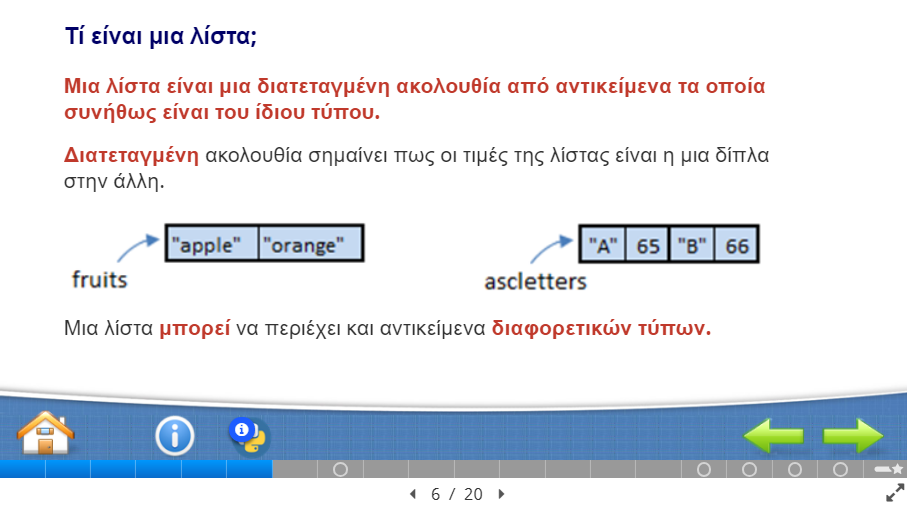 Τί είναι μια λίστα;
Μια λίστα είναι μια διατεταγμένη ακολουθία από αντικείμενα τα οποία
συνήθως είναι του ίδιου τύπου.
Διατεταγμένη ακολουθία σημαίνει πως οι τιμές της λίστας είναι η μια δίπλα
στην άλλη.
"apple" "orange"
fruits
"A" 65 "B" 66
ascletters
Μια λίστα μπορεί να περιέχει και αντικείμενα διαφορετικών τύπων.
6 / 20